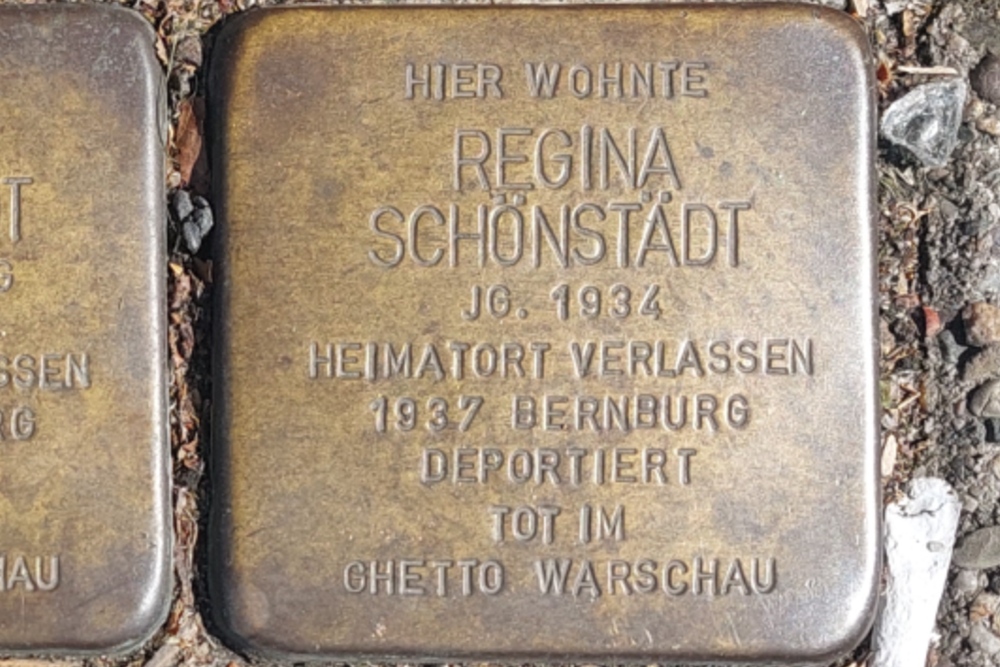 HIER WOHNTE
REGINA
SCHÖNSTÄDT
JG. 1934
HEIMATORT VERLASSEN
1937 BERNBURG
DEPORTIERT
TOT IM
GHETTO WARSCHAU